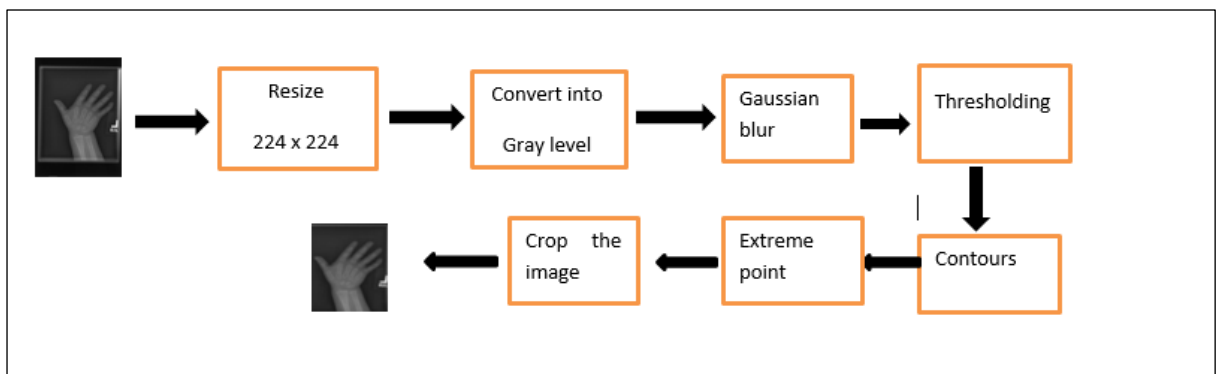 Resize
224 x 224
Convert into
Gray level
Gaussian
blur
Thresholding
Contours
Extreme
point
Crop the
image